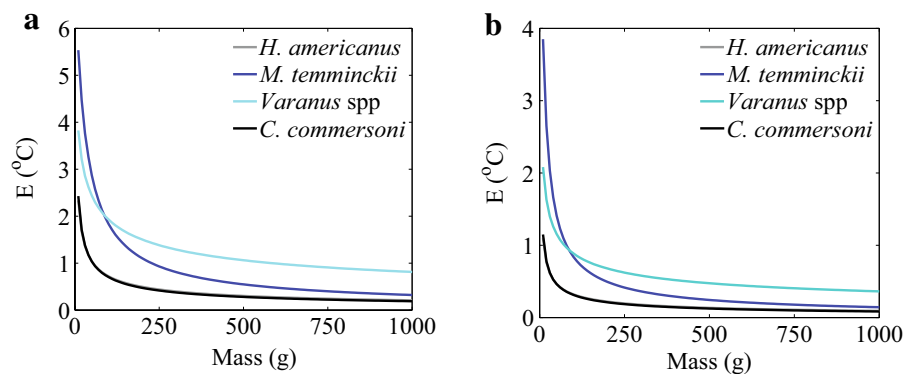 a
6
5
4
3
2
1
0
E (°C)
H. americanus
M. temminckii
Varanus spp
C. commersoni
0 250 500 750 1000
Mass (g)
b
4
3
2
1
0
E (°C)
H. americanus
M. temminckii
Varanus spp
C. commersoni
0 250 500 750 1000
Mass (g)